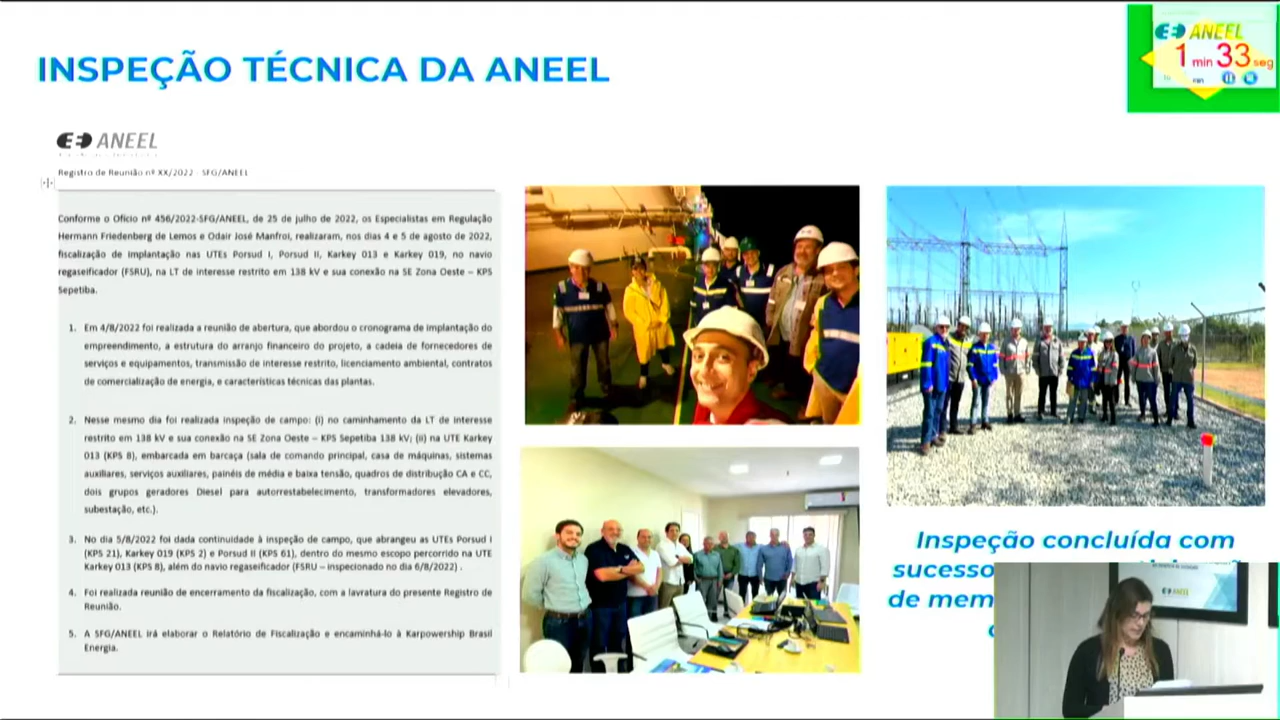 INSPEÇÃO TÉCNICA DA ANEEL
ANEEL
1 min 33 seg
ANEEL
Registro de Reunião nº XX/2022 - SFG/ANEEL
Conforme o Ofício nº 456/2022-SFG/ANEEL, de 25 de julho de 2022, os Especialistas em Regulação
Hermann Friedenberg de Lemos e Odair José Manfroi, realizaram, nos dias 4 e 5 de agosto de 2022,
fiscalização de implantação nas UTEs Porsud I, Porsud II, Karkey 013 e Karkey 019, no navio
regaseificador (FSRU), na LT de interesse restrito em 138 kV e sua conexão na SE Zona Oeste – KPS
Sepetiba.
1. Em 4/8/2022 foi realizada a reunião de abertura, que abordou o cronograma de implantação do
empreendimento, a estrutura do arranjo financeiro do projeto, a cadeia de fornecedores de
serviços e equipamentos, transmissão de interesse restrito, licenciamento ambiental, contratos
de comercialização de energia, e características técnicas das plantas.
2. Nesse mesmo dia foi realizada inspeção de campo: (i) no caminhamento da LT de interesse
restrito em 138 kV e sua conexão na SE Zona Oeste – KPS Sepetiba 138 kV; (ii) na UTE Karkey
013 (KPS 8), embarcada em barcaça (sala de comando principal, casa de máquinas, sistemas
auxiliares, serviços auxiliares, painéis de média e baixa tensão, quadros de distribuição CA e CC,
dois grupos geradores Diesel para autorrestabelecimento, transformadores elevadores,
subestação, etc.).
3. No dia 5/8/2022 foi dada continuidade à inspeção de campo, que abrangeu as UTEs Porsud I
(KPS 21), Karkey 019 (KPS 2) e Porsud II (KPS 61), dentro do mesmo escopo percorrido na UTE
Karkey 013 (KPS 8), além do navio regaseificador (FSRU – inspecionado no dia 6/8/2022) .
4. Foi realizada reunião de encerramento da fiscalização, com a lavratura do presente Registro de
Reunião.
5. A SFG/ANEEL irá elaborar o Relatório de Fiscalização e encaminhá-lo à Karpowership Brasil
Energia.
Inspeção concluída com
sucesso
de mem
ANEEL